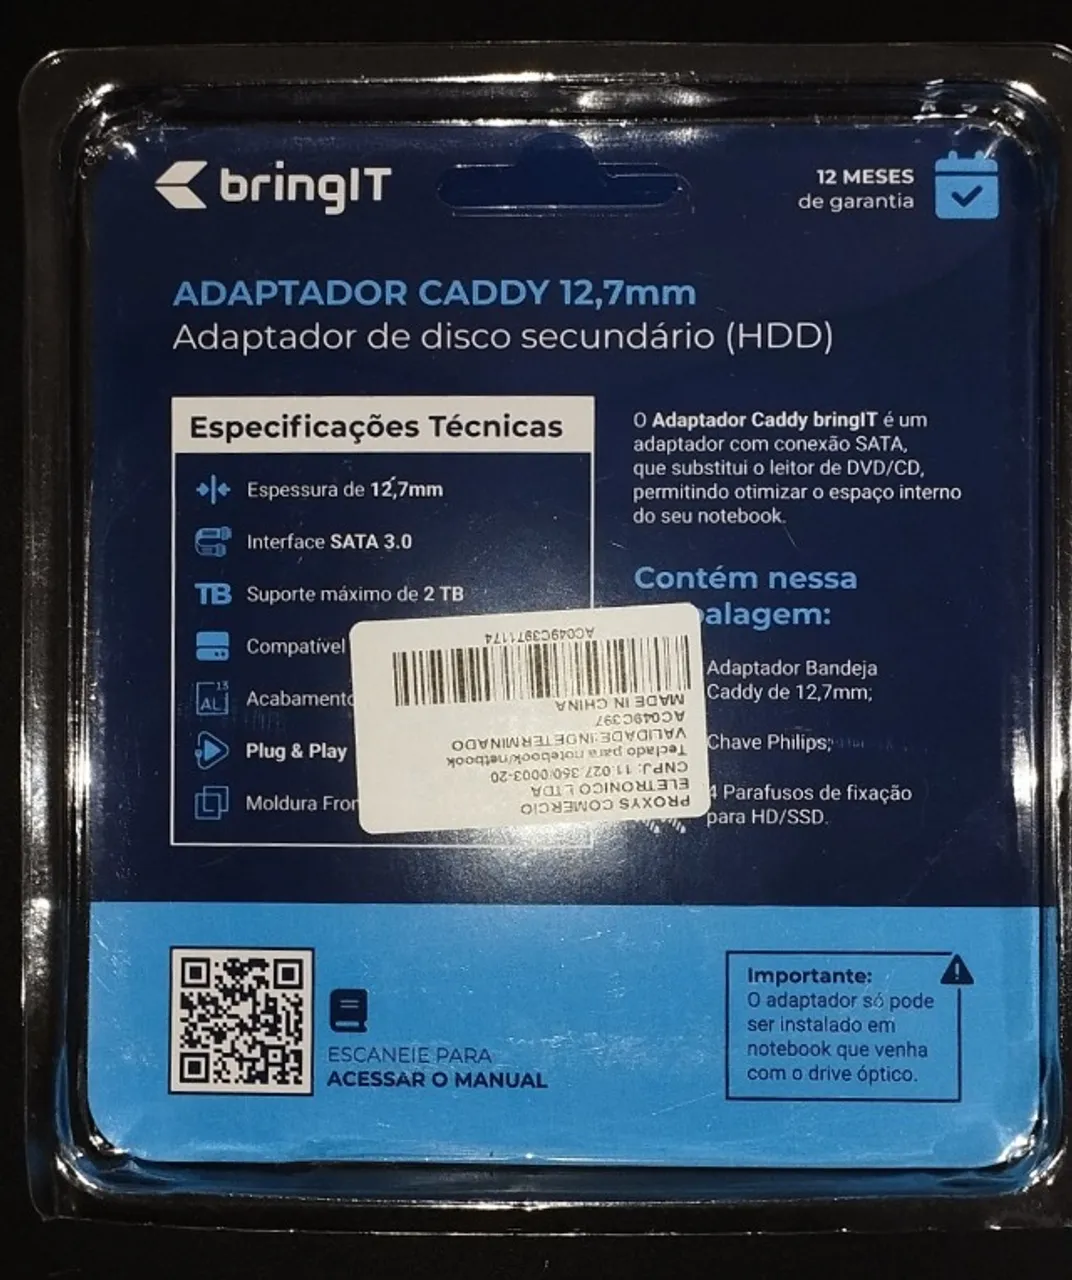 bringIT
12 MESES
de garantia
ADAPTADOR CADDY 12,7mm
Adaptador de disco secundário (HDD)
Especificações Técnicas
Espessura de 12,7mm
Interface SATA 3.0
TB Suporte máximo de 2 TB
Compatível
13
AL
Acabamento
Plug & Play
Moldura
O Adaptador Caddy bringIT é um
adaptador com conexão SATA,
que substitui o leitor de DVD/CD,
permitindo otimizar o espaço interno
do seu notebook.
Contém nessa
Adaptador Bandeja
Caddy de 12,7mm;
Chave Philips;
4 Parafusos de fixação
para HD/SSD.
PROXYS COMERCIO
ELETRONICO LTDA
CNPJ: 11.027.350/0003-20
Teclado para notebook/netbook
VALIDADE:INDETERMINADO
AC049C397
MADE IN CHINA
AC049C3971174
ESCANEIE PARA
ACESSAR O MANUAL
Importante:
O adaptador só pode
ser instalado em
notebook que venha
com o drive óptico.